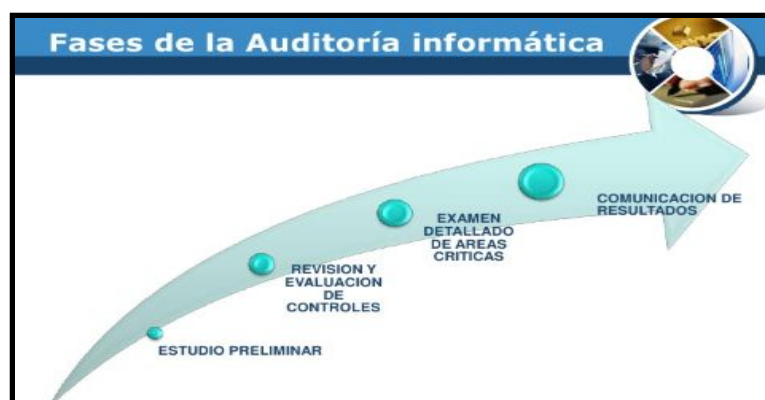 Fases de la Auditoría informática
COMUNICACION DE
RESULTADOS
EXAMEN
DETALLADO
DE AREAS
CRITICAS
REVISION Y
EVALUACION
DE
CONTROLES
ESTUDIO PRELIMINAR